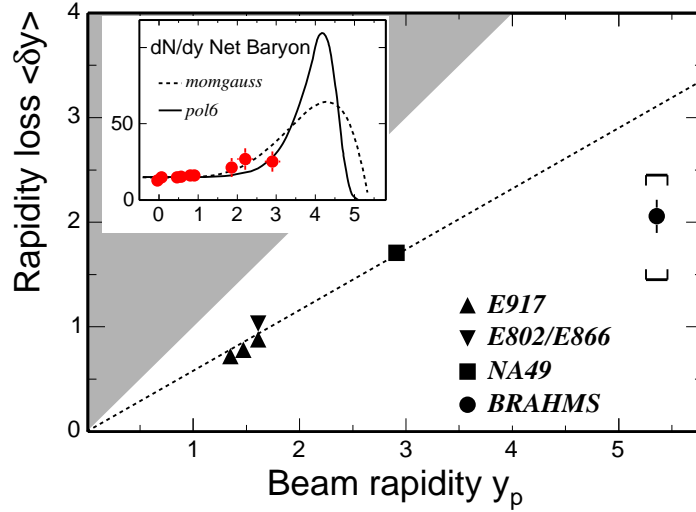 Rapidity loss <δy>
4
3
2
1
0
dN/dy Net Baryon
momgauss
pol6
50
0
0 1 2 3 4 5
E917
E802/E866
NA49
BRAHMS
1 2 3 4 5
Beam rapidity y_p